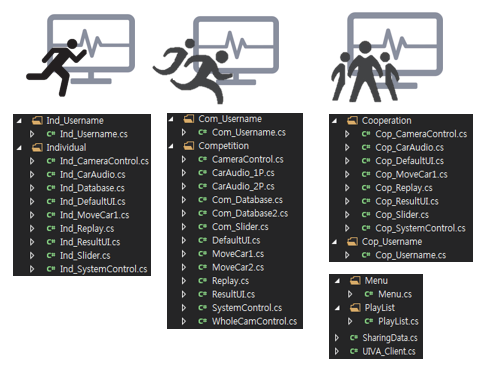 Ind_Username
C# Ind_Username.cs
Individual
C# Ind_CameraControl.cs
C# Ind_CarAudio.cs
C# Ind_Database.cs
C# Ind_DefaultUI.cs
C# Ind_MoveCar1.cs
C# Ind_Replay.cs
C# Ind_ResultUI.cs
C# Ind_Slider.cs
C# Ind_SystemControl.cs
Com_Username
C# Com_Username.cs
Competition
C# CameraControl.cs
C# CarAudio_1P.cs
C# CarAudio_2P.cs
C# Com_Database.cs
C# Com_Database2.cs
C# Com_Slider.cs
C# DefaultUI.cs
C# MoveCar1.cs
C# MoveCar2.cs
C# Replay.cs
C# ResultUI.cs
C# SystemControl.cs
C# WholeCamControl.cs
Cooperation
C# Cop_CameraControl.cs
C# Cop_CarAudio.cs
C# Cop_DefaultUI.cs
C# Cop_MoveCar.cs
C# Cop_Replay.cs
C# Cop_ResultUI.cs
C# Cop_Slider.cs
C# Cop_SystemControl.cs
Cop_Username
C# Cop_Username.cs
Menu
C# Menu.cs
PlayList
C# PlayList.cs
C# SharingData.cs
C# UIVA_Client.cs